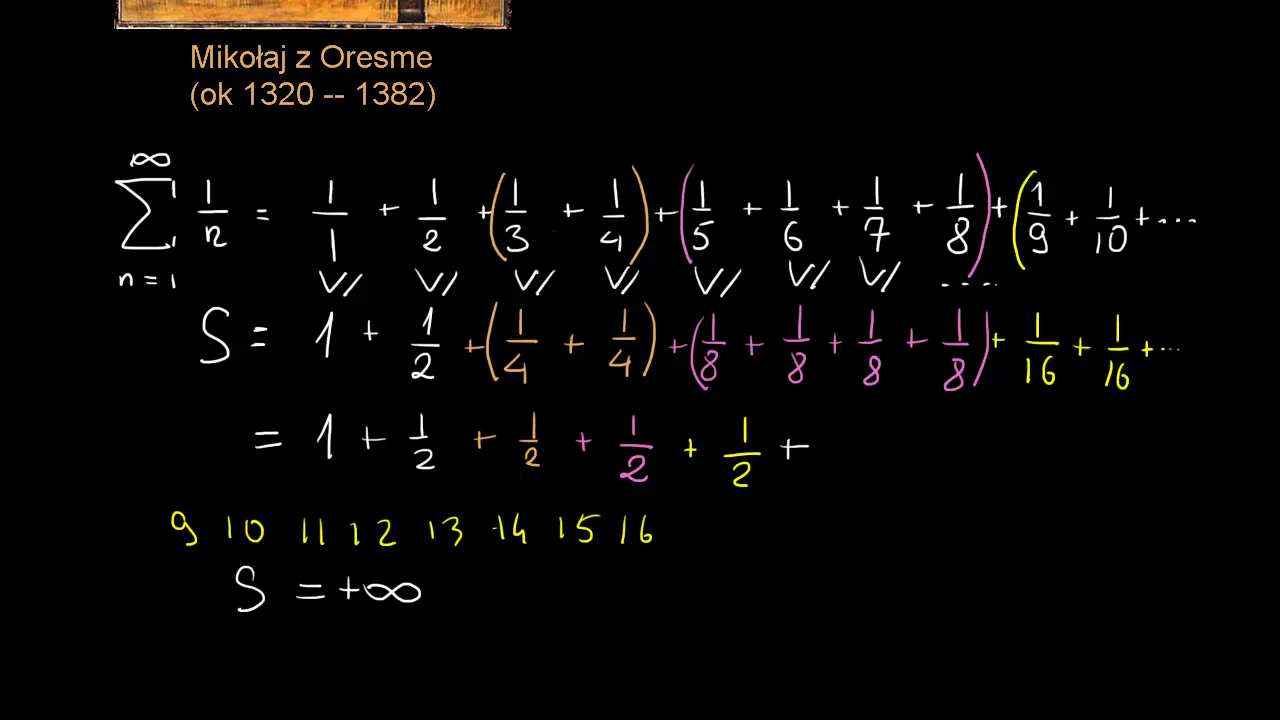 Mikołaj z Oresme
(ok 1320 -- 1382)
∞
∑ 1/n = 1/1 + 1/2 + (1/3 + 1/4) + (1/5 + 1/6 + 1/7 + 1/8) + (1/9 + 1/10 + ...
n = 1
V/ V/ V/ V/ V/ V/ V/ ....
S = 1 + 1/2 + (1/4 + 1/4) + (1/8 + 1/8 + 1/8 + 1/8) + 1/16 + 1/16 + ...
= 1 + 1/2 + 1/2 + 1/2 + 1/2 +
9 10 11 12 13 14 15 16
S = +∞